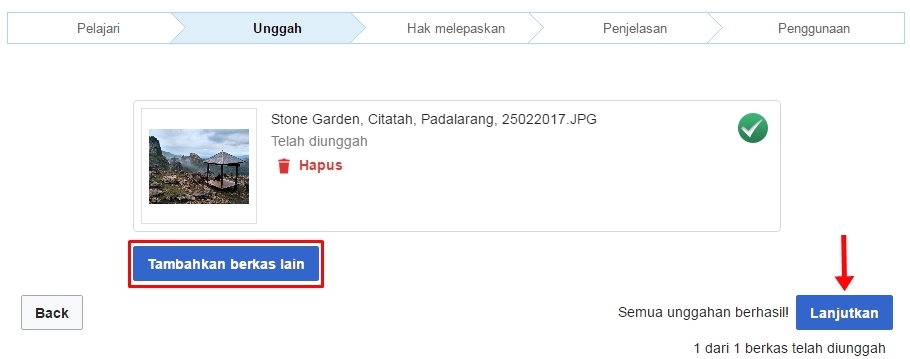 Pelajari
Unggah
Hak melepaskan
Penjelasan
Penggunaan
Stone Garden, Citatah, Padalarang, 25022017.JPG
Telah diunggah
Hapus
Tambahkan berkas lain
Back
Semua unggahan berhasil!
Lanjutkan
1 dari 1 berkas telah diunggah